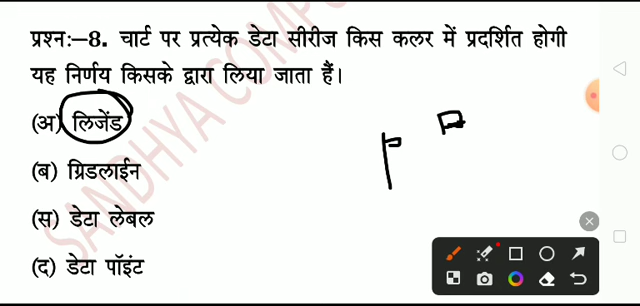 प्रश्न:–8. चार्ट पर प्रत्येक डेटा सीरीज किस कलर में प्रदर्शित होगी
यह निर्णय किसके द्वारा लिया जाता हैं।
(अ) लिजेंड
(ब) ग्रिडलाईन
(स) डेटा लेबल
(द) डेटा पॉइंट